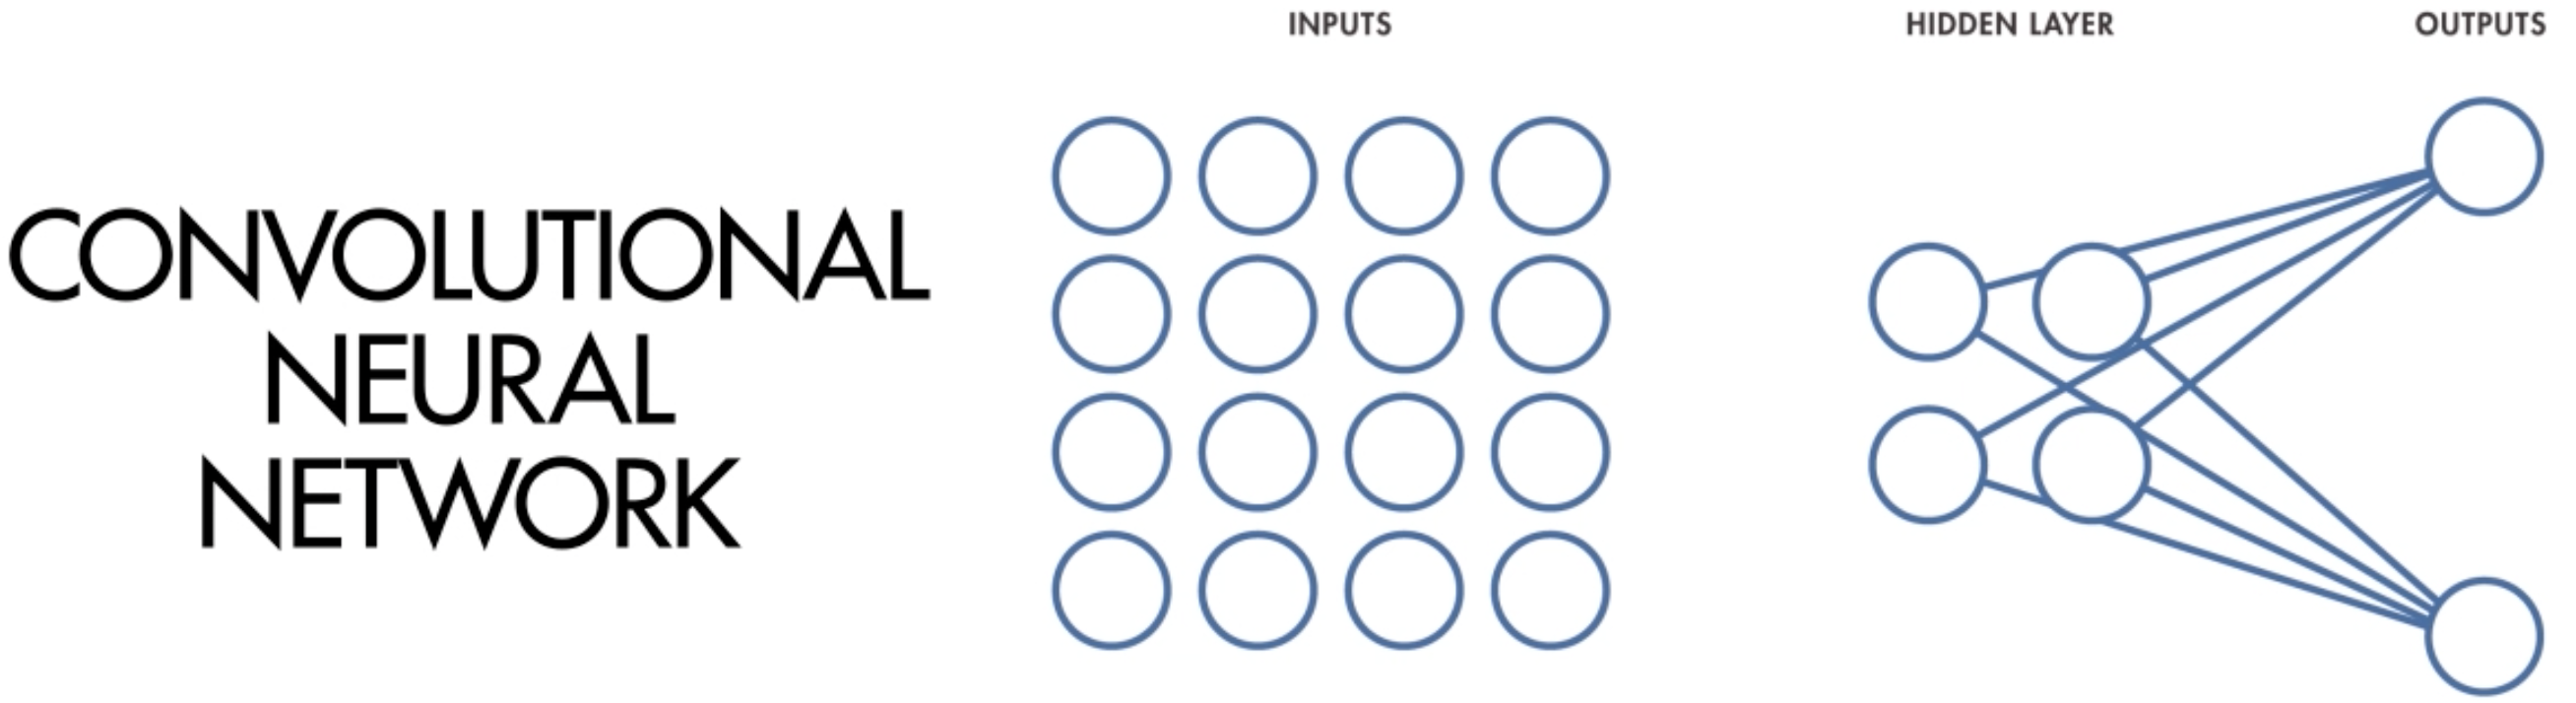 CONVOLUTIONAL
NEURAL
NETWORK
INPUTS
HIDDEN LAYER
OUTPUTS